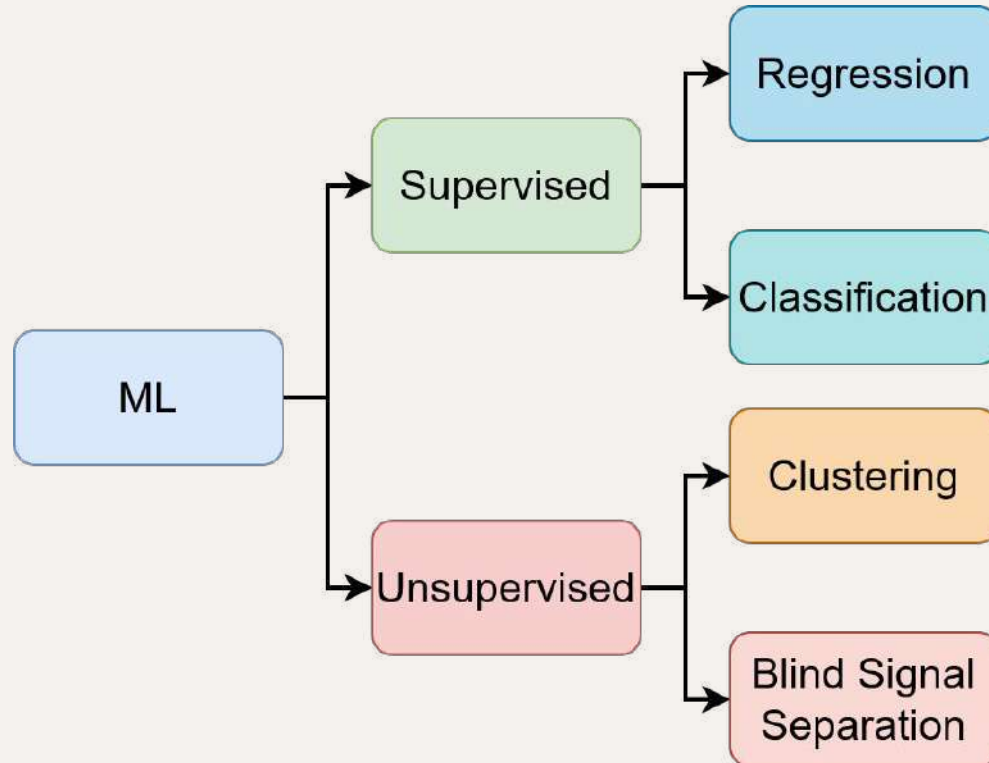 Regression
Supervised
Classification
ML
Clustering
Unsupervised
Blind Signal
Separation